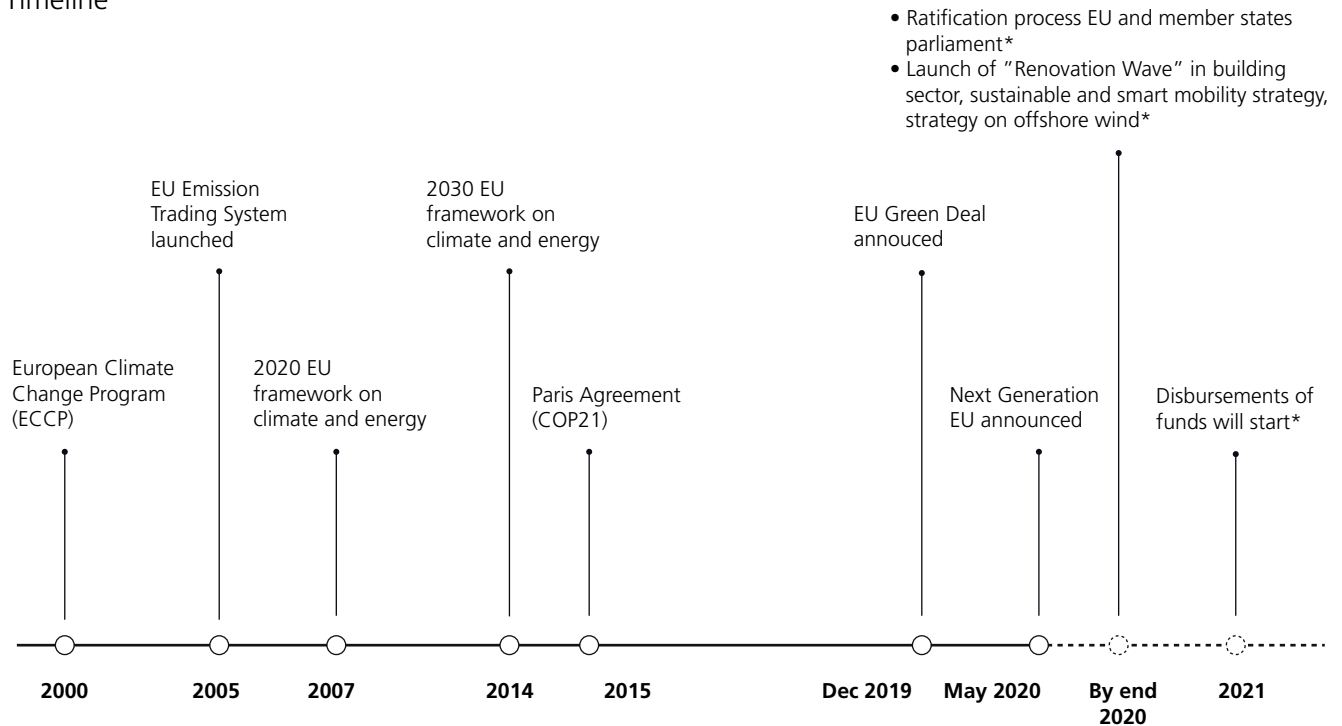 Timeline
• Ratification process EU and member states
parliament*
• Launch of ”Renovation Wave” in building
sector, sustainable and smart mobility strategy,
strategy on offshore wind*
EU Emission
Trading System
launched
2030 EU
framework on
climate and energy
EU Green Deal
annouced
European Climate
Change Program
(ECCP)
2020 EU
framework on
climate and energy
Paris Agreement
(COP21)
Next Generation
EU announced
Disbursements of
funds will start*
2000
2005
2007
2014
2015
Dec 2019
May 2020
By end
2020
2021